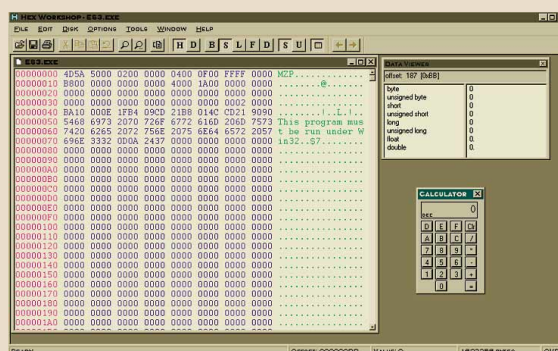 HEX WORKSHOP - E63.EXE
FILE EDIT DISK OPTIONS TOOLS WINDOW HELP
H D B S L F D S U
E63.EXE
00000000 4D5A 5000 0200 0000 0400 0F00 FFFF 0000 MZP.............
00000010 B800 0000 0000 0000 4000 1A00 0000 0000 ........@.......
00000020 0000 0000 0000 0000 0000 0000 0000 0000 ................
00000030 0000 0000 0000 0000 0000 0000 0002 0000 ................
00000040 BA10 000E 1FB4 09CD 21B8 014C CD21 9090 ........!..L.!..
00000050 5468 6973 2070 726F 6772 616D 206D 7573 This program mus
00000060 7420 6265 2072 756E 2075 6E64 6572 2057 t be run under W
00000070 696E 3332 0D0A 2437 0000 0000 0000 0000 in32..$7........
00000080 0000 0000 0000 0000 0000 0000 0000 0000 ................
00000090 0000 0000 0000 0000 0000 0000 0000 0000 ................
000000A0 0000 0000 0000 0000 0000 0000 0000 0000 ................
000000B0 0000 0000 0000 0000 0000 0000 0000 0000 ................
000000C0 0000 0000 0000 0000 0000 0000 0000 0000 ................
000000D0 0000 0000 0000 0000 0000 0000 0000 0000 ................
000000E0 0000 0000 0000 0000 0000 0000 0000 0000 ................
000000F0 0000 0000 0000 0000 0000 0000 0000 0000 ................
00000100 0000 0000 0000 0000 0000 0000 0000 0000 ................
00000110 0000 0000 0000 0000 0000 0000 0000 0000 ................
00000120 0000 0000 0000 0000 0000 0000 0000 0000 ................
00000130 0000 0000 0000 0000 0000 0000 0000 0000 ................
00000140 0000 0000 0000 0000 0000 0000 0000 0000 ................
00000150 0000 0000 0000 0000 0000 0000 0000 0000 ................
00000160 0000 0000 0000 0000 0000 0000 0000 0000 ................
00000170 0000 0000 0000 0000 0000 0000 0000 0000 ................
00000180 0000 0000 0000 0000 0000 0000 0000 0000 ................
00000190 0000 0000 0000 0000 0000 0000 0000 0000 ................
000001A0 0000 0000 0000 0000 0000 0000 0000 0000 ................
DATA VIEWER
offset: 187 [0xBB]
byte 0
unsigned byte 0
short 0
unsigned short 0
long 0
unsigned long 0
float 0.
double 0.
CALCULATOR
0
DEC
D E F Clr
A B C /
7 8 9 *
4 5 6 -
1 2 3 +
0 =